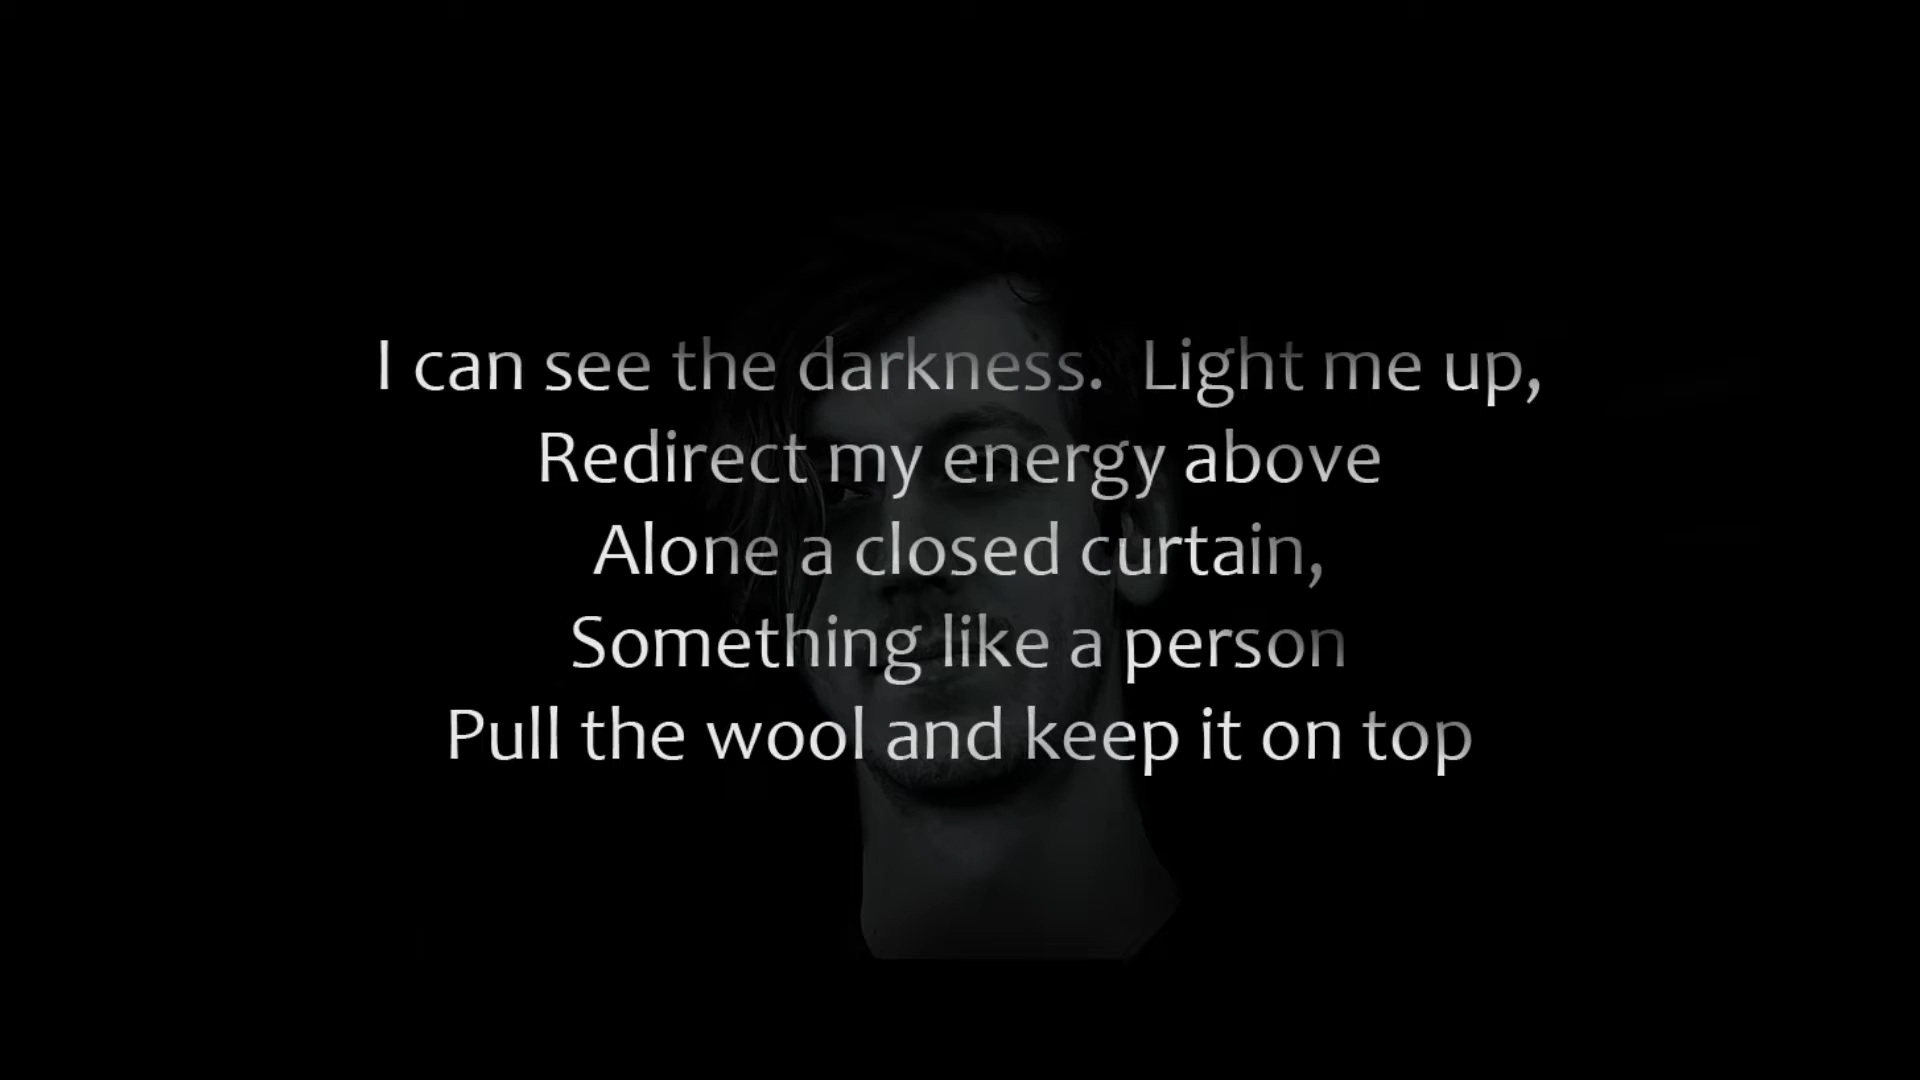 I can see the darkness.  Light me up,
Redirect my energy above
Alone a closed curtain,
Something like a person
Pull the wool and keep it on top